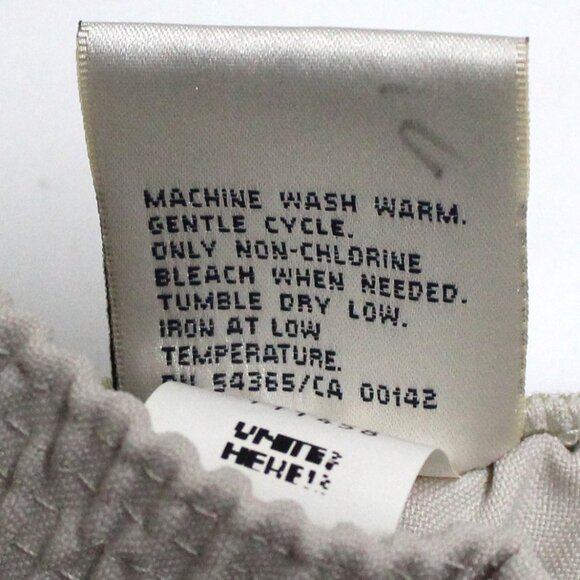 MACHINE WASH WARM.
GENTLE CYCLE.
ONLY NON-CHLORINE
BLEACH WHEN NEEDED.
TUMBLE DRY LOW.
IRON AT LOW
TEMPERATURE.
RN 54365/CA 00142